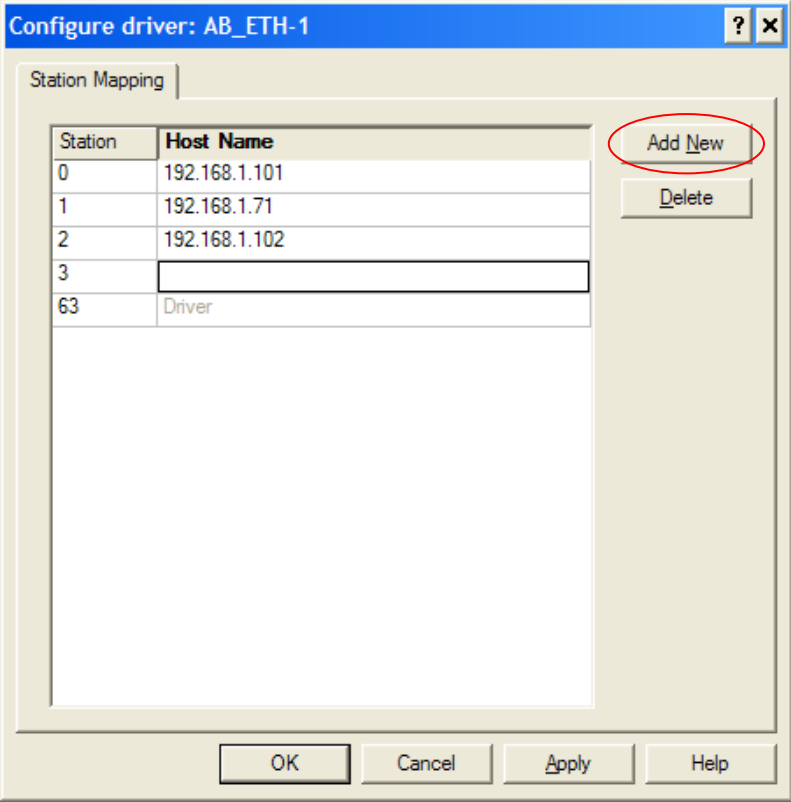 Configure driver: AB_ETH-1
Station Mapping
Station Host Name
0 192.168.1.101
1 192.168.1.71
2 192.168.1.102
3
63 Driver
Add New
Delete
OK Cancel Apply Help